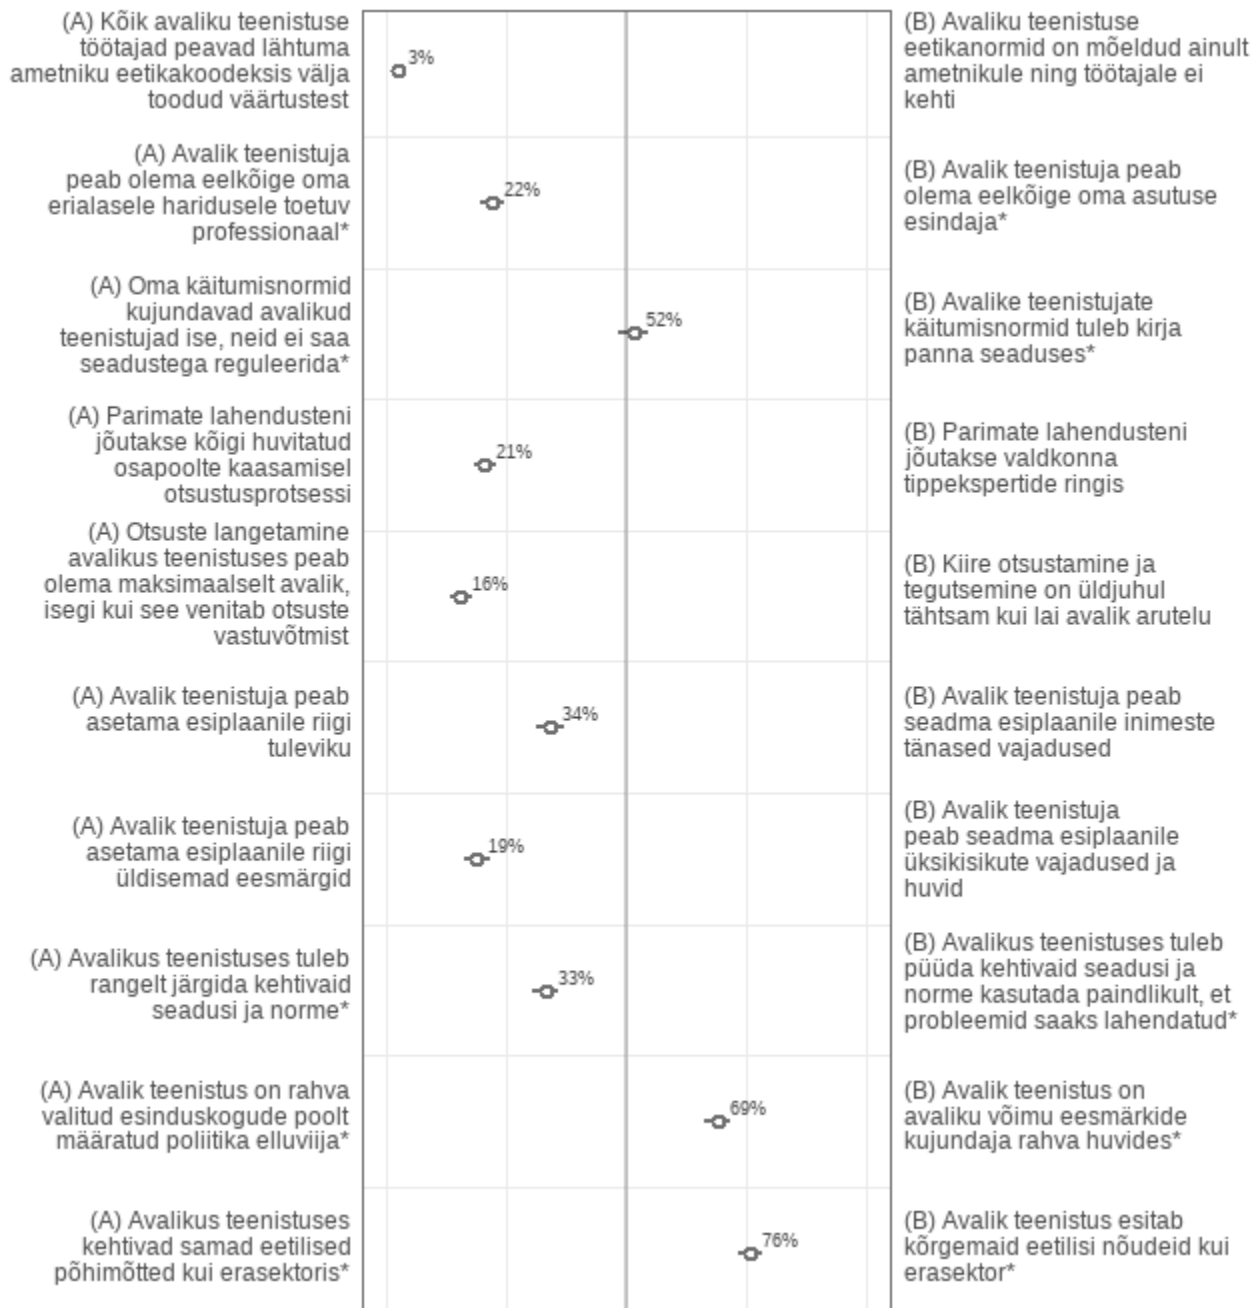 (A) Kõik avaliku teenistuse
töötajad peavad lähtuma
ametniku eetikakoodeksis välja
toodud väärtustest
3%
(B) Avaliku teenistuse
eetikanormid on mõeldud ainult
ametnikule ning töötajale ei
kehti
(A) Avalik teenistuja
peab olema eelkõige oma
erialasele haridusele toetuv
professionaal*
22%
(B) Avalik teenistuja peab
olema eelkõige oma asutuse
esindaja*
(A) Oma käitumisnormid
kujundavad avalikud
teenistujad ise, neid ei saa
seadustega reguleerida*
52%
(B) Avalike teenistujate
käitumisnormid tuleb kirja
panna seaduses*
(A) Parimate lahendusteni
jõutakse kõigi huvitatud
osapoolte kaasamisel
otsustusprotsessi
21%
(B) Parimate lahendusteni
jõutakse valdkonna
tippekspertide ringis
(A) Otsuste langetamine
avalikus teenistuses peab
olema maksimaalselt avalik,
isegi kui see venitab otsuste
vastuvõtmist
16%
(B) Kiire otsustamine ja
tegutsemine on üldjuhul
tähtsam kui lai avalik arutelu
(A) Avalik teenistuja peab
asetama esiplaanile riigi
tuleviku
34%
(B) Avalik teenistuja peab
seadma esiplaanile inimeste
tänased vajadused
(A) Avalik teenistuja peab
asetama esiplaanile riigi
üldisemad eesmärgid
19%
(B) Avalik teenistuja
peab seadma esiplaanile
üksikisikute vajadused ja
huvid
(A) Avalikus teenistuses tuleb
rangelt järgida kehtivaid
seadusi ja norme*
33%
(B) Avalikus teenistuses tuleb
püüda kehtivaid seadusi ja
norme kasutada paindlikult, et
probleemid saaks lahendatud*
(A) Avalik teenistus on rahva
valitud esinduskogude poolt
määratud poliitika elluviija*
69%
(B) Avalik teenistus on
avaliku võimu eesmärkide
kujundaja rahva huvides*
(A) Avalikus teenistuses
kehtivad samad eetilised
põhimõtted kui erasektoris*
76%
(B) Avalik teenistus esitab
kõrgemaid eetilisi nõudeid kui
erasektor*